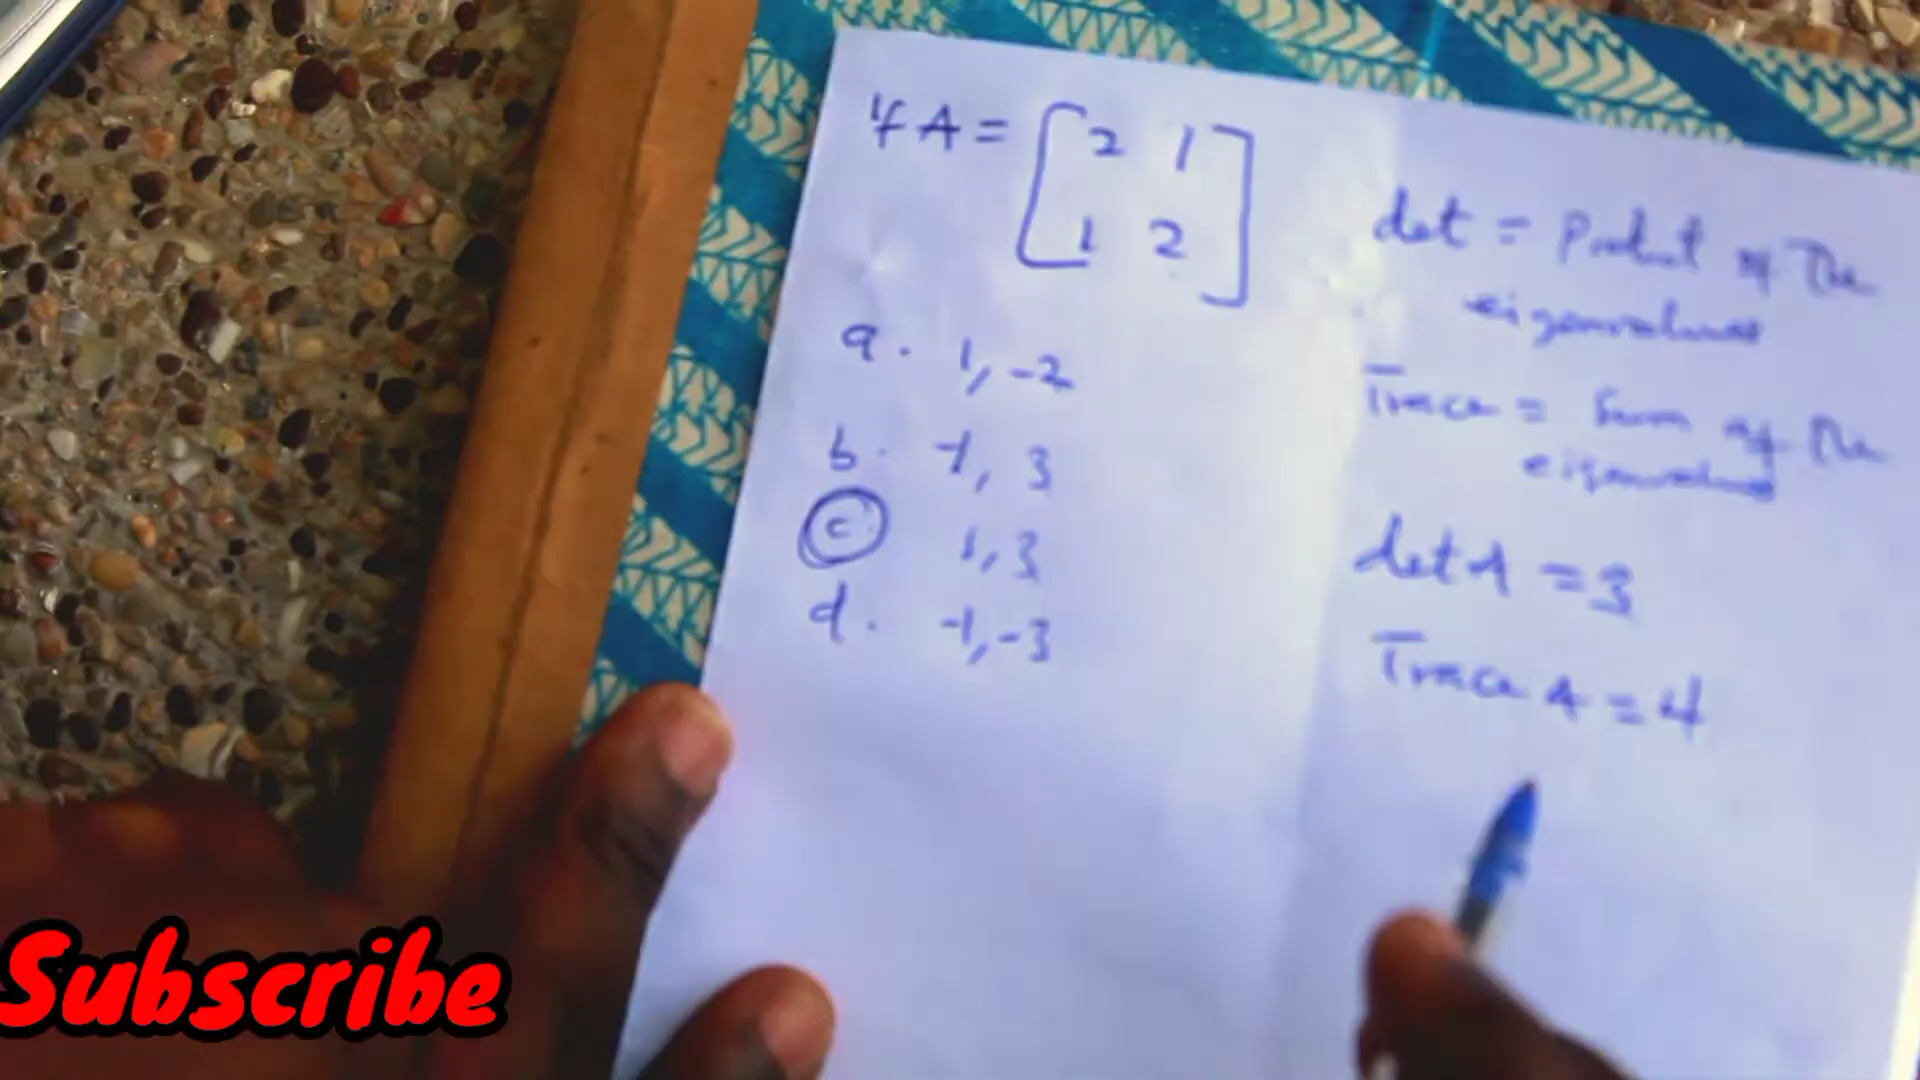 If A = [ 2 1
1 2 ]
a. 1, -2
b. -1, 3
c 1, 3
d. -1, -3
det = Product of the
eigenvalues
Trace = Sum of the
eigenvalues
det A = 3
Trace A = 4
Subscribe